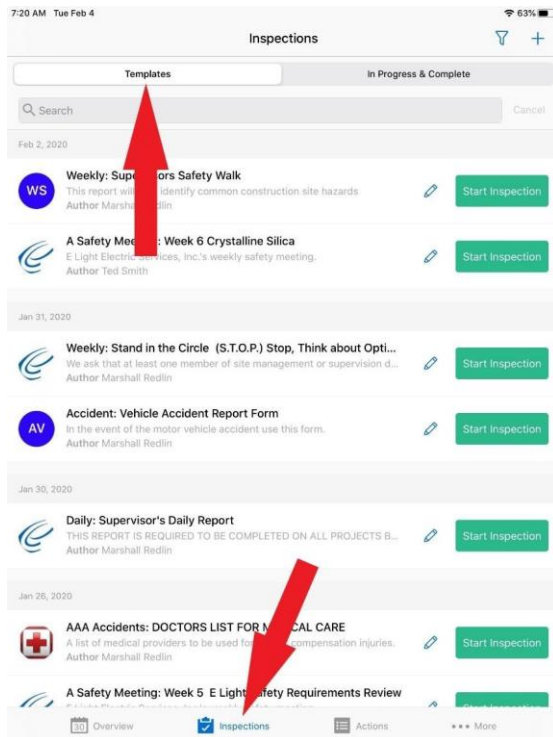 7:20 AM Tue Feb 4 63%
Inspections
Templates In Progress & Complete
Search Cancel
Feb 2, 2020
WS Weekly: Supe ors Safety Walk
This report will identify common construction site hazards
Author Marshall Redlin
Start Inspection
A Safety Mee : Week 6 Crystalline Silica
E Light Electric Services, Inc.'s weekly safety meeting.
Author Ted Smith
Start Inspection
Jan 31, 2020
Weekly: Stand in the Circle (S.T.O.P.) Stop, Think about Opti...
We ask that at least one member of site management or supervision d...
Author Marshall Redlin
Start Inspection
AV Accident: Vehicle Accident Report Form
In the event of the motor vehicle accident use this form.
Author Marshall Redlin
Start Inspection
Jan 30, 2020
Daily: Supervisor's Daily Report
THIS REPORT IS REQUIRED TO BE COMPLETED ON ALL PROJECTS B...
Author Marshall Redlin
Start Inspection
Jan 26, 2020
AAA Accidents: DOCTORS LIST FOR M CAL CARE
A list of medical providers to be used for compensation injuries.
Author Marshall Redlin
Start Inspection
A Safety Meeting: Week 5 E Light Safety Requirements Review
30 Overview Inspections Actions More